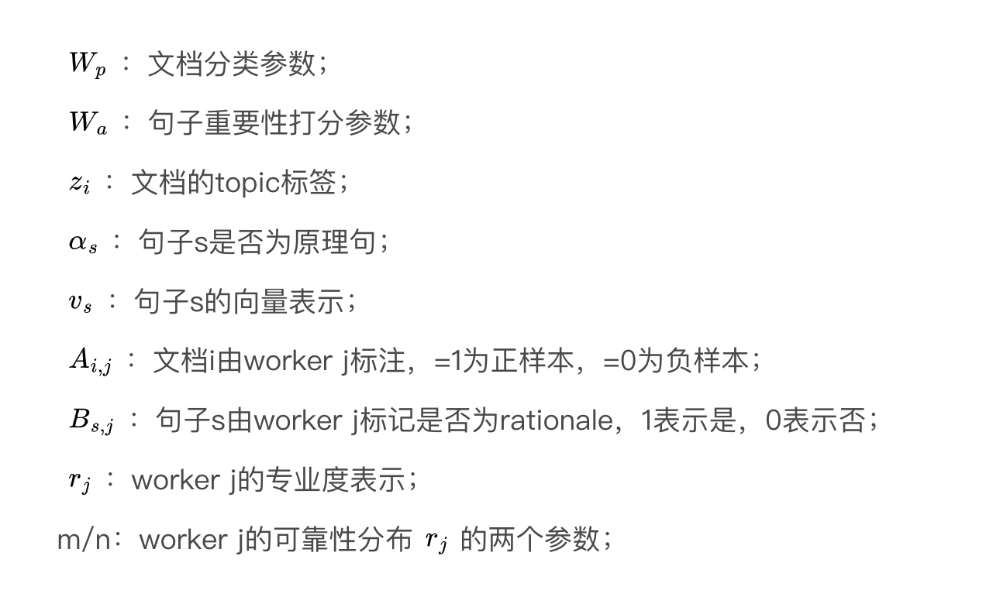 W_p ： 文档分类参数；
W_a ： 句子重要性打分参数；
z_i ： 文档的topic标签；
α_s ： 句子s是否为原理句；
v_s ： 句子s的向量表示；
A_{i,j} ： 文档i由worker j标注，=1为正样本，=0为负样本；
B_{s,j} ： 句子s由worker j标记是否为rationale，1表示是，0表示否；
r_j ： worker j的专业度表示；
m/n：worker j的可靠性分布 r_j 的两个参数；